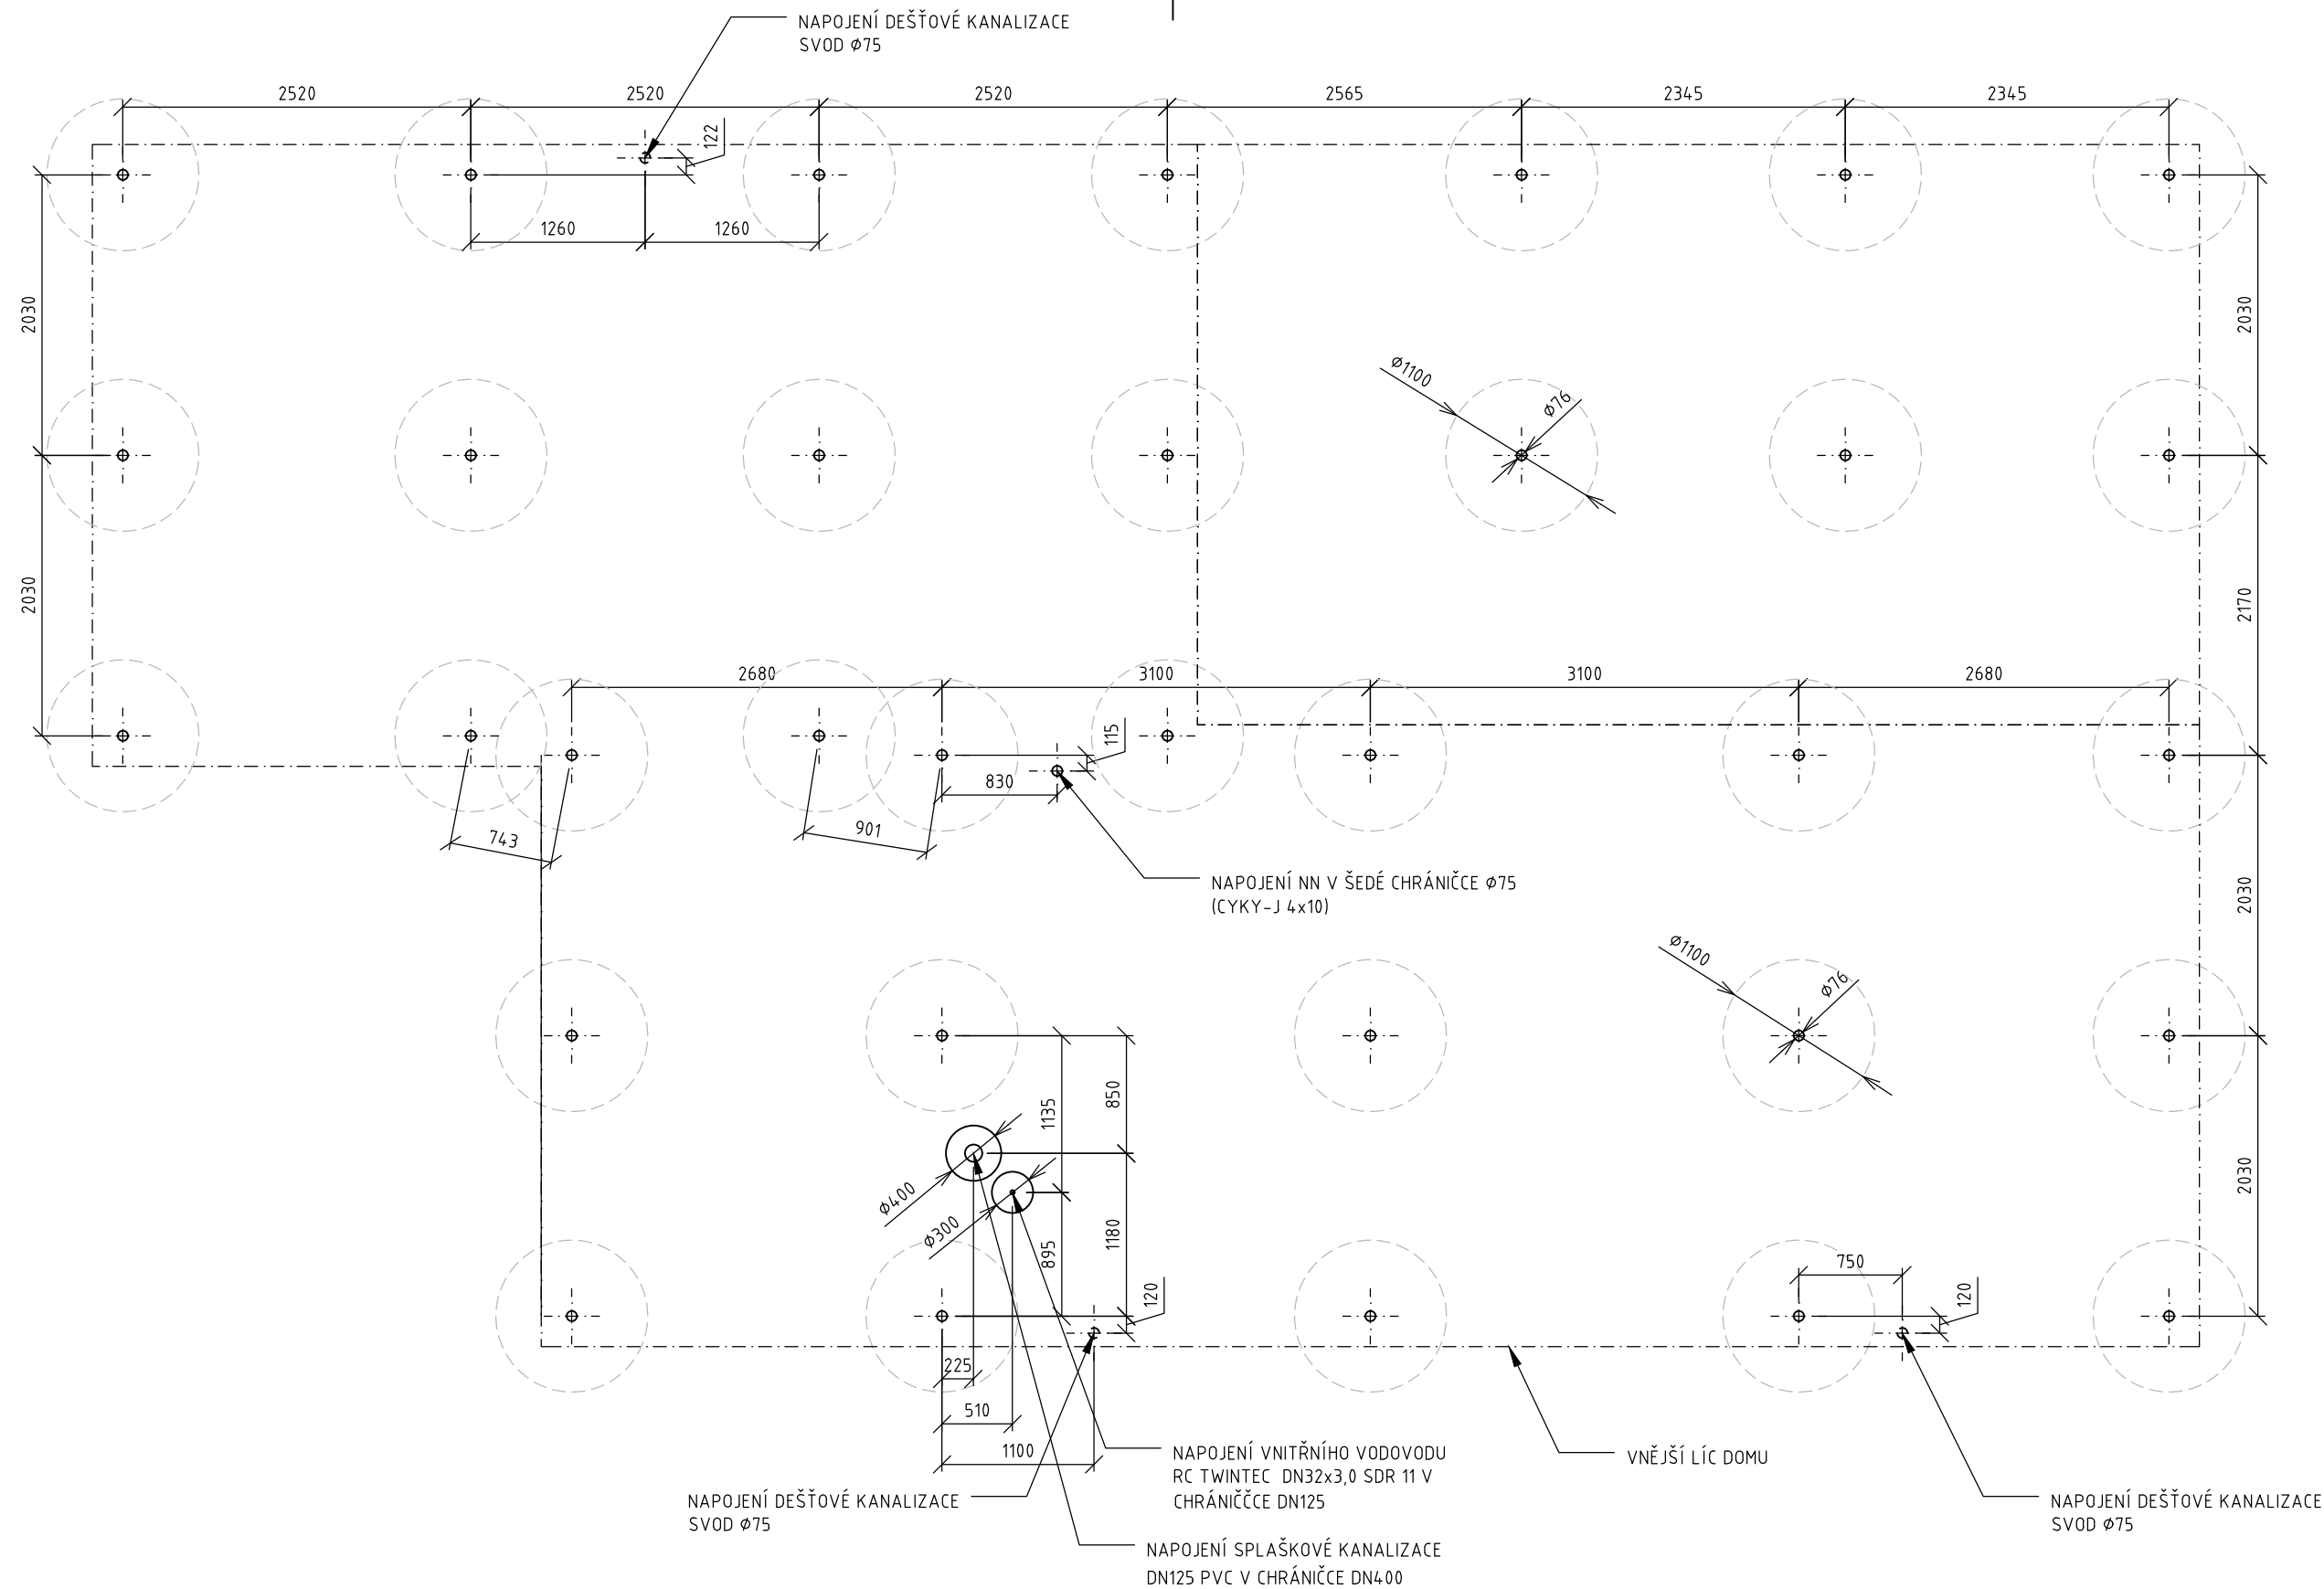 NAPOJENÍ DEŠŤOVÉ KANALIZACE
SVOD Ø75
2520
2520
2520
2565
2345
2345
122
1260
1260
2030
2030
Ø1100
Ø76
2030
2170
2680
3100
3100
2680
115
830
743
901
NAPOJENÍ NN V ŠEDÉ CHRÁNIČCE Ø75
(CYKY-J 4x10)
2030
Ø1100
Ø76
850
1135
Ø400
Ø300
895
1180
2030
120
750
120
225
510
1100
NAPOJENÍ VNITŘNÍHO VODOVODU
RC TWINTEC DN32x3,0 SDR 11 V
CHRÁNIČČCE DN125
VNĚJŠÍ LÍC DOMU
NAPOJENÍ DEŠŤOVÉ KANALIZACE
SVOD Ø75
NAPOJENÍ DEŠŤOVÉ KANALIZACE
SVOD Ø75
NAPOJENÍ SPLAŠKOVÉ KANALIZACE
DN125 PVC V CHRÁNIČCE DN400